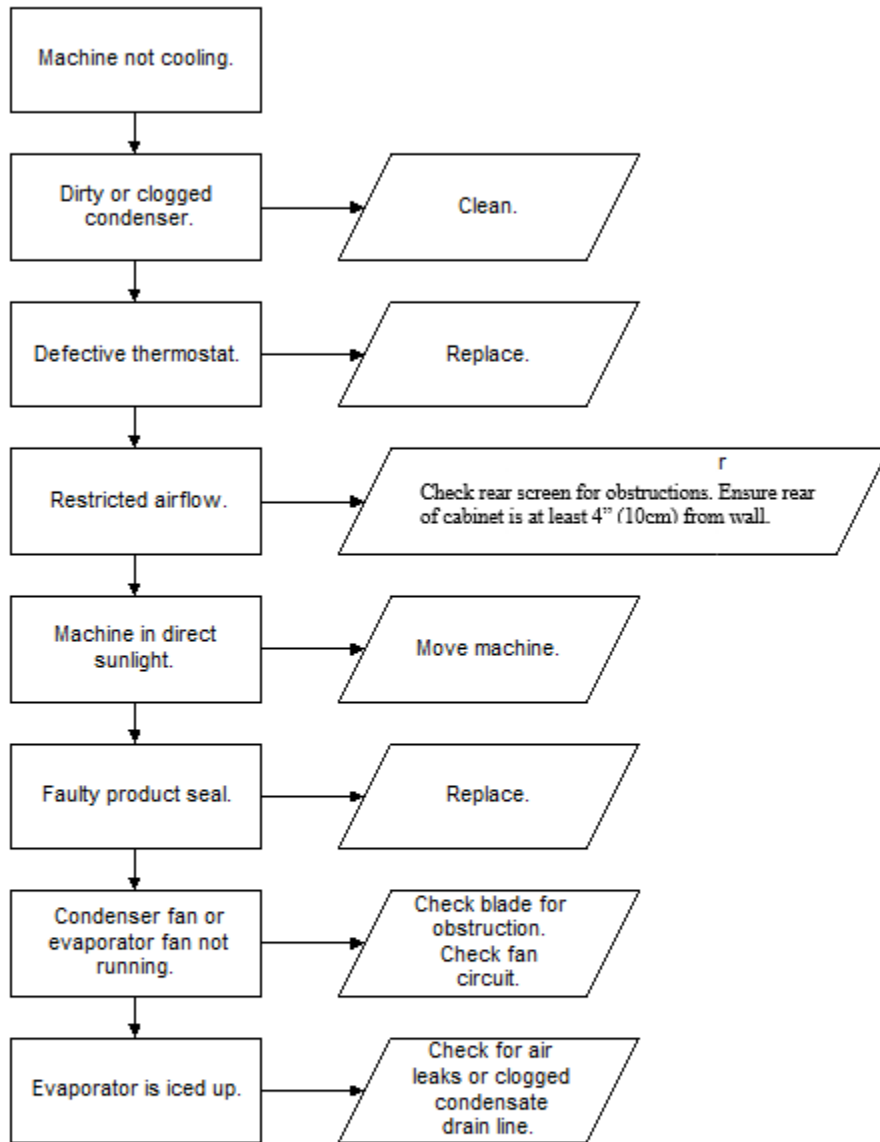 Machine not cooling.
Dirty or clogged
condenser.
Clean.
Defective thermostat.
Replace.
Restricted airflow.
r
Check rear screen for obstructions. Ensure rear
of cabinet is at least 4” (10cm) from wall.
Machine in direct
sunlight.
Move machine.
Faulty product seal.
Replace.
Condenser fan or
evaporator fan not
running.
Check blade for
obstruction.
Check fan
circuit.
Evaporator is iced up.
Check for air
leaks or clogged
condensate
drain line.